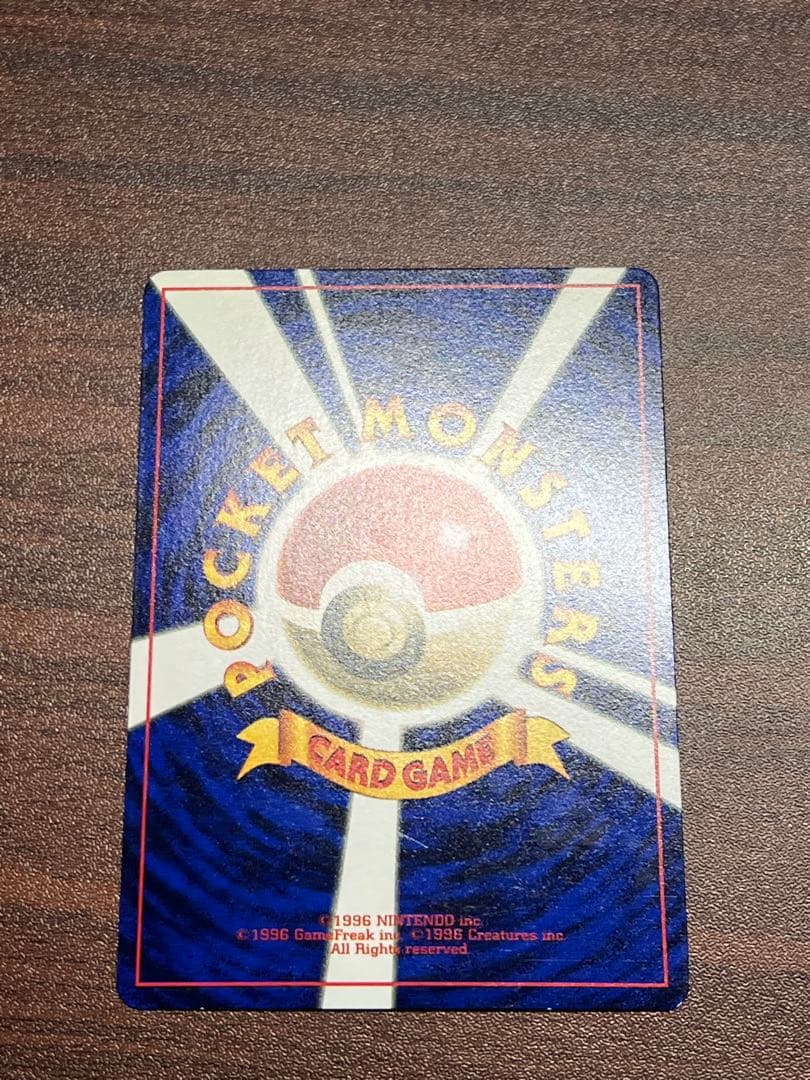 POCKET MONSTERS
CARD GAME
©1996 NINTENDO inc.
©1996 GameFreak inc. ©1996 Creatures inc.
All Rights reserved.